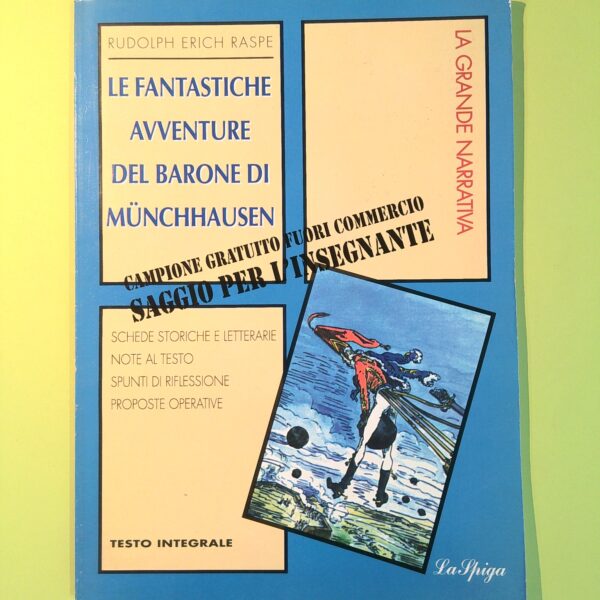 RUDOLPH ERICH RASPE
LE FANTASTICHE
AVVENTURE
DEL BARONE DI
MÜNCHHAUSEN
LA GRANDE NARRATIVA
CAMPIONE GRATUITO FUORI COMMERCIO
SAGGIO PER L'INSEGNANTE
SCHEDE STORICHE E LETTERARIE
NOTE AL TESTO
SPUNTI DI RIFLESSIONE
PROPOSTE OPERATIVE
TESTO INTEGRALE
La Spiga